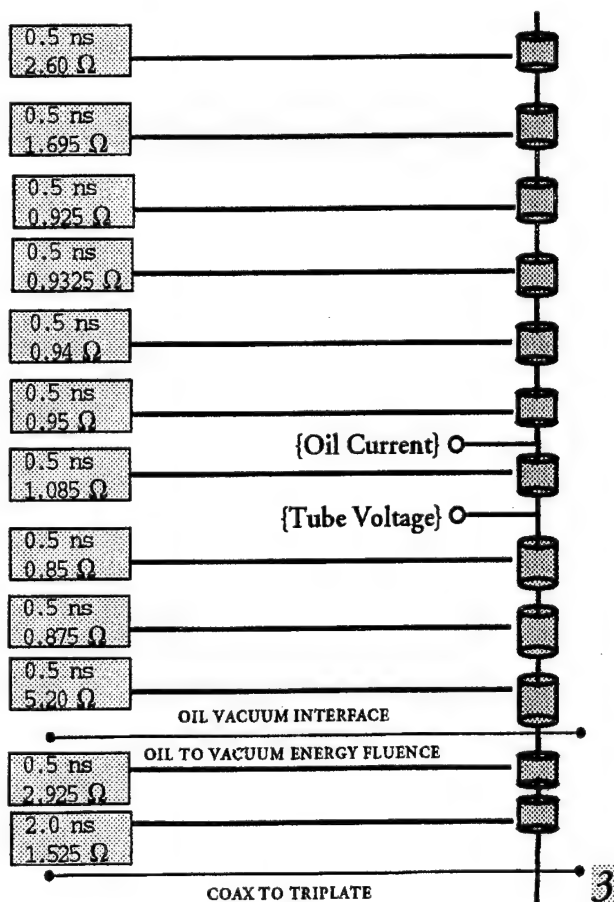 0.5 ns
2.60 Ω
0.5 ns
1.695 Ω
0.5 ns
0.925 Ω
0.5 ns
0.9325 Ω
0.5 ns
0.94 Ω
0.5 ns
0.95 Ω
{Oil Current}
0.5 ns
1.085 Ω
{Tube Voltage}
0.5 ns
0.85 Ω
0.5 ns
0.875 Ω
0.5 ns
5.20 Ω
OIL VACUUM INTERFACE
OIL TO VACUUM ENERGY FLUENCE
0.5 ns
2.925 Ω
2.0 ns
1.525 Ω
COAX TO TRIPLATE
3